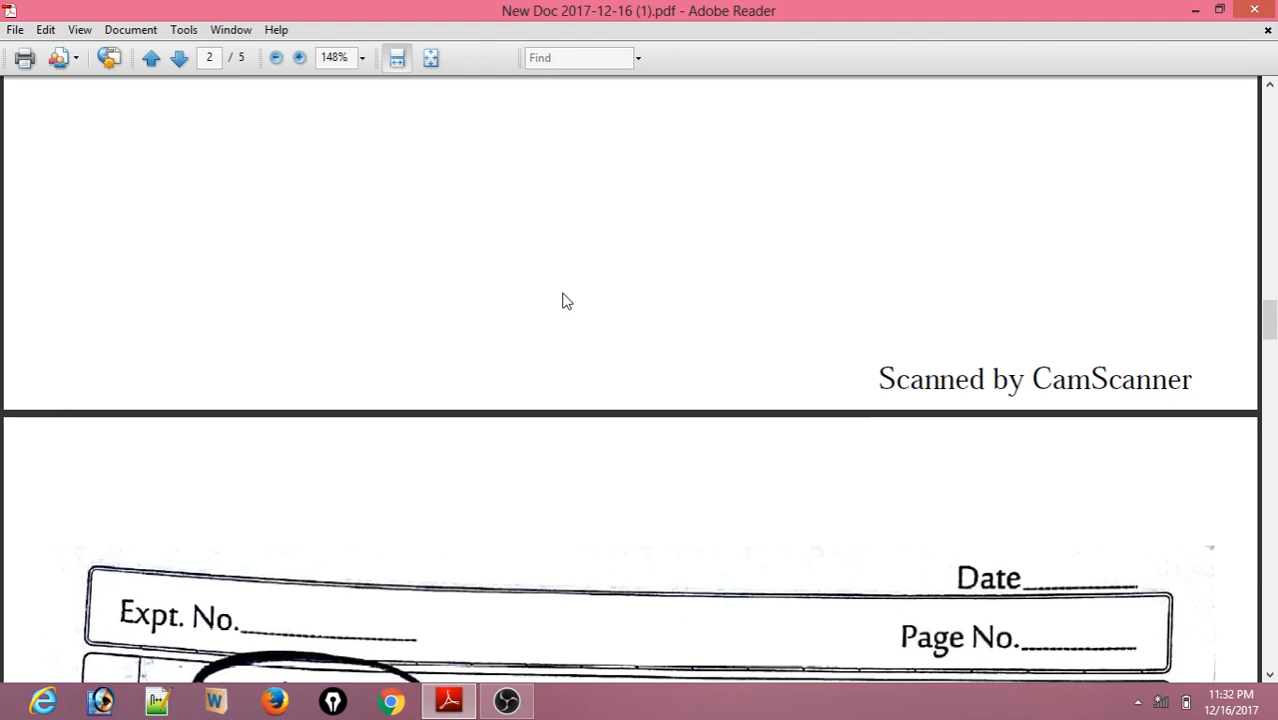 New Doc 2017-12-16 (1).pdf - Adobe Reader
File Edit View Document Tools Window Help
2 / 5 148% Find
Scanned by CamScanner
Date
Expt. No.
Page No.
11:32 PM
12/16/2017